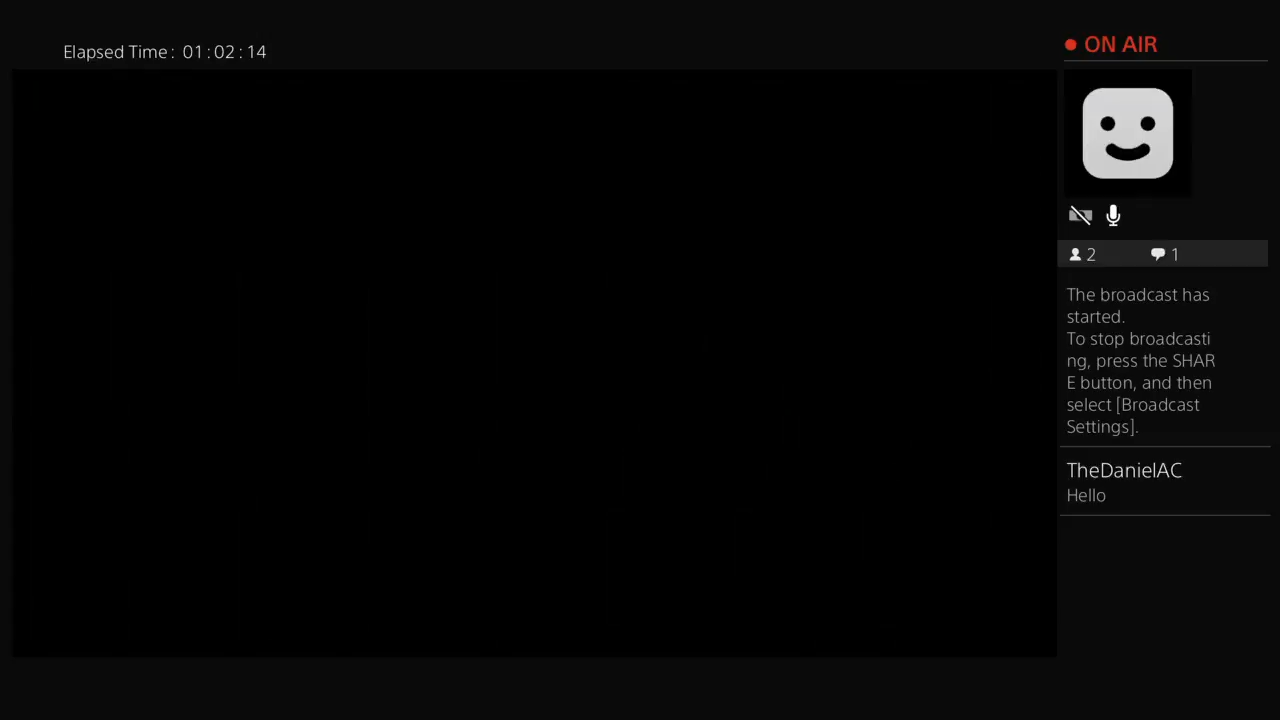 Elapsed Time: 01:02:14
ON AIR
2 1
The broadcast has
started.
To stop broadcasti
ng, press the SHAR
E button, and then
select [Broadcast
Settings].
TheDanielAC
Hello